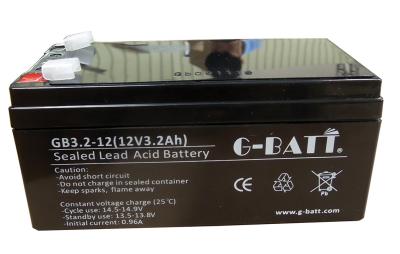 GB3.2-12(12V3.2Ah)
Sealed Lead Acid Battery
G-BATT®
Caution:
-Avoid short circuit
-Do not charge in sealed container
-Keep sparks, flame away
Constant voltage charge (25℃)
-Cycle use: 14.5-14.9V
-Standby use: 13.5-13.8V
-Initial current: 0.96A
Pb
www.g-batt.com